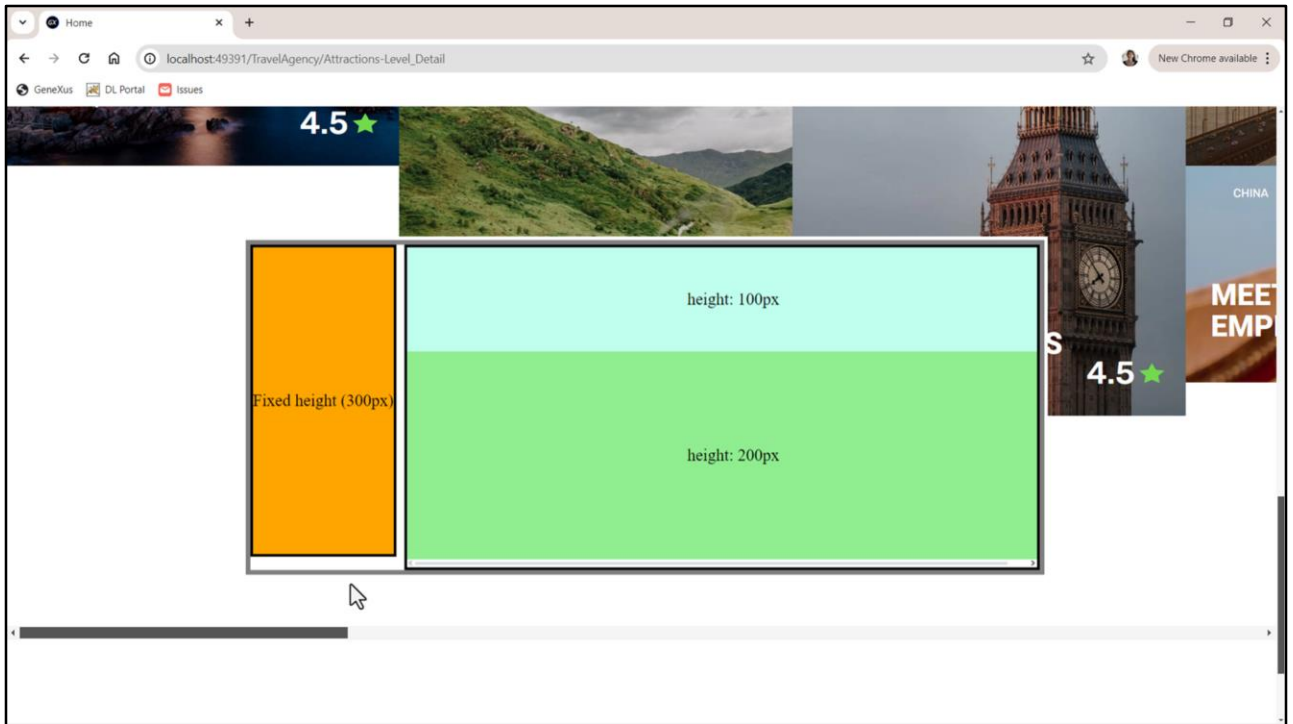 Home
localhost:49391/TravelAgency/Attractions-Level_Detail
New Chrome available
GeneXus DL Portal Issues
4.5
CHINA
height: 100px
MEET
EMPI
S
4.5
Fixed height (300px)
height: 200px